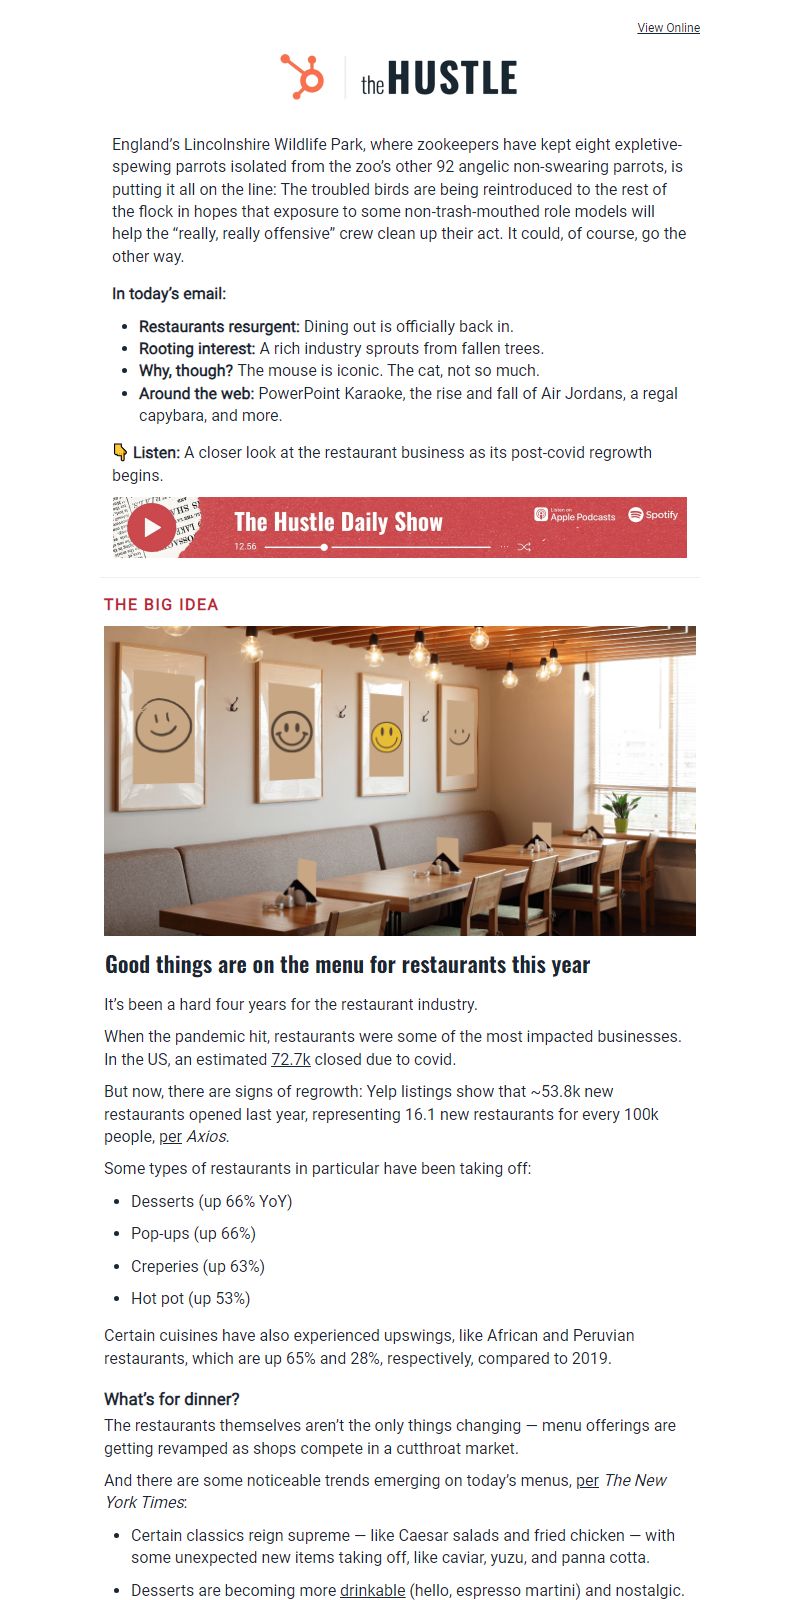 View Online
the HUSTLE
England’s Lincolnshire Wildlife Park, where zookeepers have kept eight expletive-
spewing parrots isolated from the zoo’s other 92 angelic non-swearing parrots, is
putting it all on the line: The troubled birds are being reintroduced to the rest of
the flock in hopes that exposure to some non-trash-mouthed role models will
help the “really, really offensive” crew clean up their act. It could, of course, go the
other way.
In today’s email:
• Restaurants resurgent: Dining out is officially back in.
• Rooting interest: A rich industry sprouts from fallen trees.
• Why, though? The mouse is iconic. The cat, not so much.
• Around the web: PowerPoint Karaoke, the rise and fall of Air Jordans, a regal
capybara, and more.
👇 Listen: A closer look at the restaurant business as its post-covid regrowth
begins.
The Hustle Daily Show
Listen on
Apple Podcasts
Spotify
12.56
THE BIG IDEA
Good things are on the menu for restaurants this year
It’s been a hard four years for the restaurant industry.
When the pandemic hit, restaurants were some of the most impacted businesses.
In the US, an estimated 72.7k closed due to covid.
But now, there are signs of regrowth: Yelp listings show that ~53.8k new
restaurants opened last year, representing 16.1 new restaurants for every 100k
people, per Axios.
Some types of restaurants in particular have been taking off:
• Desserts (up 66% YoY)
• Pop-ups (up 66%)
• Creperies (up 63%)
• Hot pot (up 53%)
Certain cuisines have also experienced upswings, like African and Peruvian
restaurants, which are up 65% and 28%, respectively, compared to 2019.
What’s for dinner?
The restaurants themselves aren’t the only things changing — menu offerings are
getting revamped as shops compete in a cutthroat market.
And there are some noticeable trends emerging on today’s menus, per The New
York Times:
• Certain classics reign supreme — like Caesar salads and fried chicken — with
some unexpected new items taking off, like caviar, yuzu, and panna cotta.
• Desserts are becoming more drinkable (hello, espresso martini) and nostalgic.